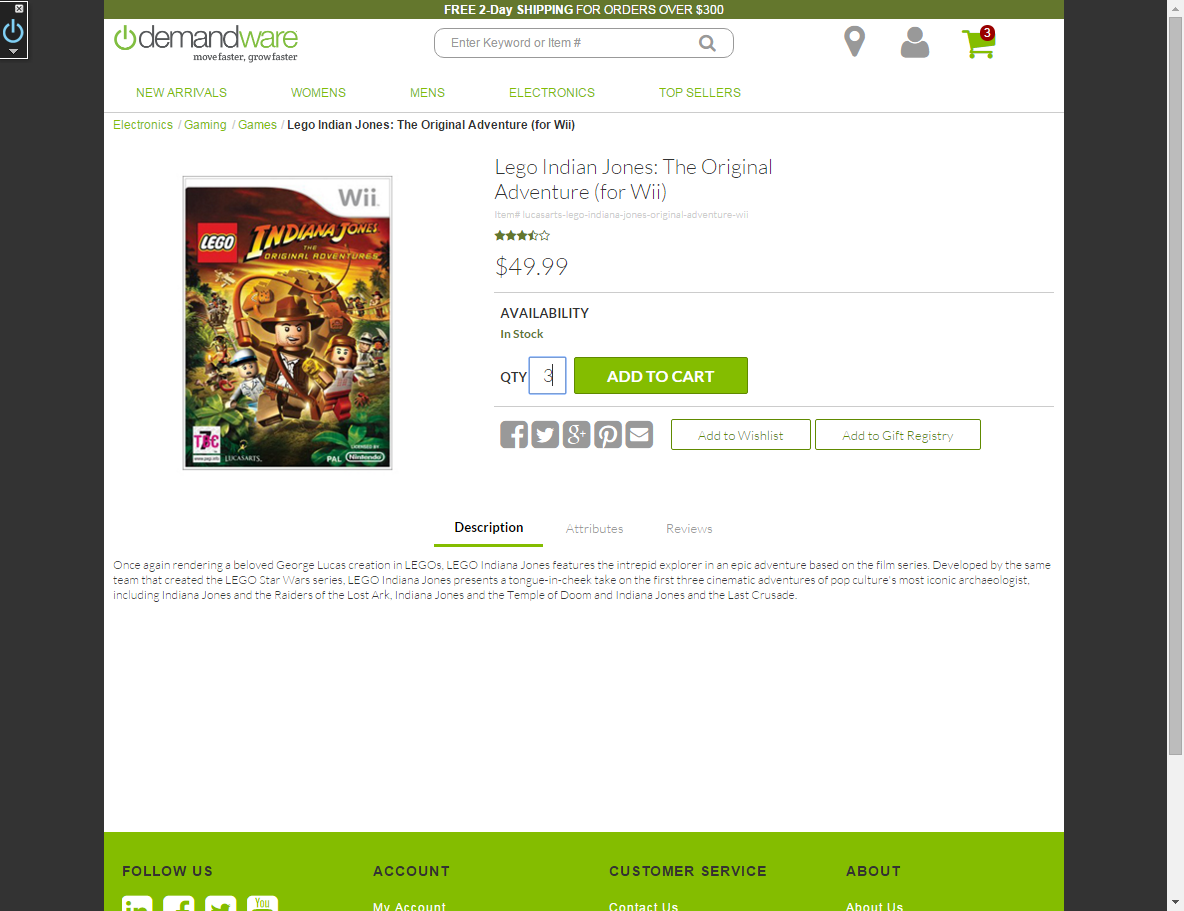 FREE 2-Day SHIPPING FOR ORDERS OVER $300
demandware
move faster, grow faster
Enter Keyword or Item #
3
NEW ARRIVALS WOMENS MENS ELECTRONICS TOP SELLERS
Electronics / Gaming / Games / Lego Indian Jones: The Original Adventure (for Wii)
Wii
LEGO
INDIANA JONES
THE
ORIGINAL ADVENTURES
TBC
LUCASARTS
LICENSED BY
PAL Nintendo
Lego Indian Jones: The Original
Adventure (for Wii)
Item# lucasarts-lego-indiana-jones-original-adventure-wii
$49.99
AVAILABILITY
In Stock
QTY 3 ADD TO CART
Add to Wishlist Add to Gift Registry
Description Attributes Reviews
Once again rendering a beloved George Lucas creation in LEGOs, LEGO Indiana Jones features the intrepid explorer in an epic adventure based on the film series. Developed by the same
team that created the LEGO Star Wars series, LEGO Indiana Jones presents a tongue-in-cheek take on the first three cinematic adventures of pop culture's most iconic archaeologist,
including Indiana Jones and the Raiders of the Lost Ark, Indiana Jones and the Temple of Doom and Indiana Jones and the Last Crusade.
FOLLOW US ACCOUNT CUSTOMER SERVICE ABOUT
You
My Account Contact Us About Us